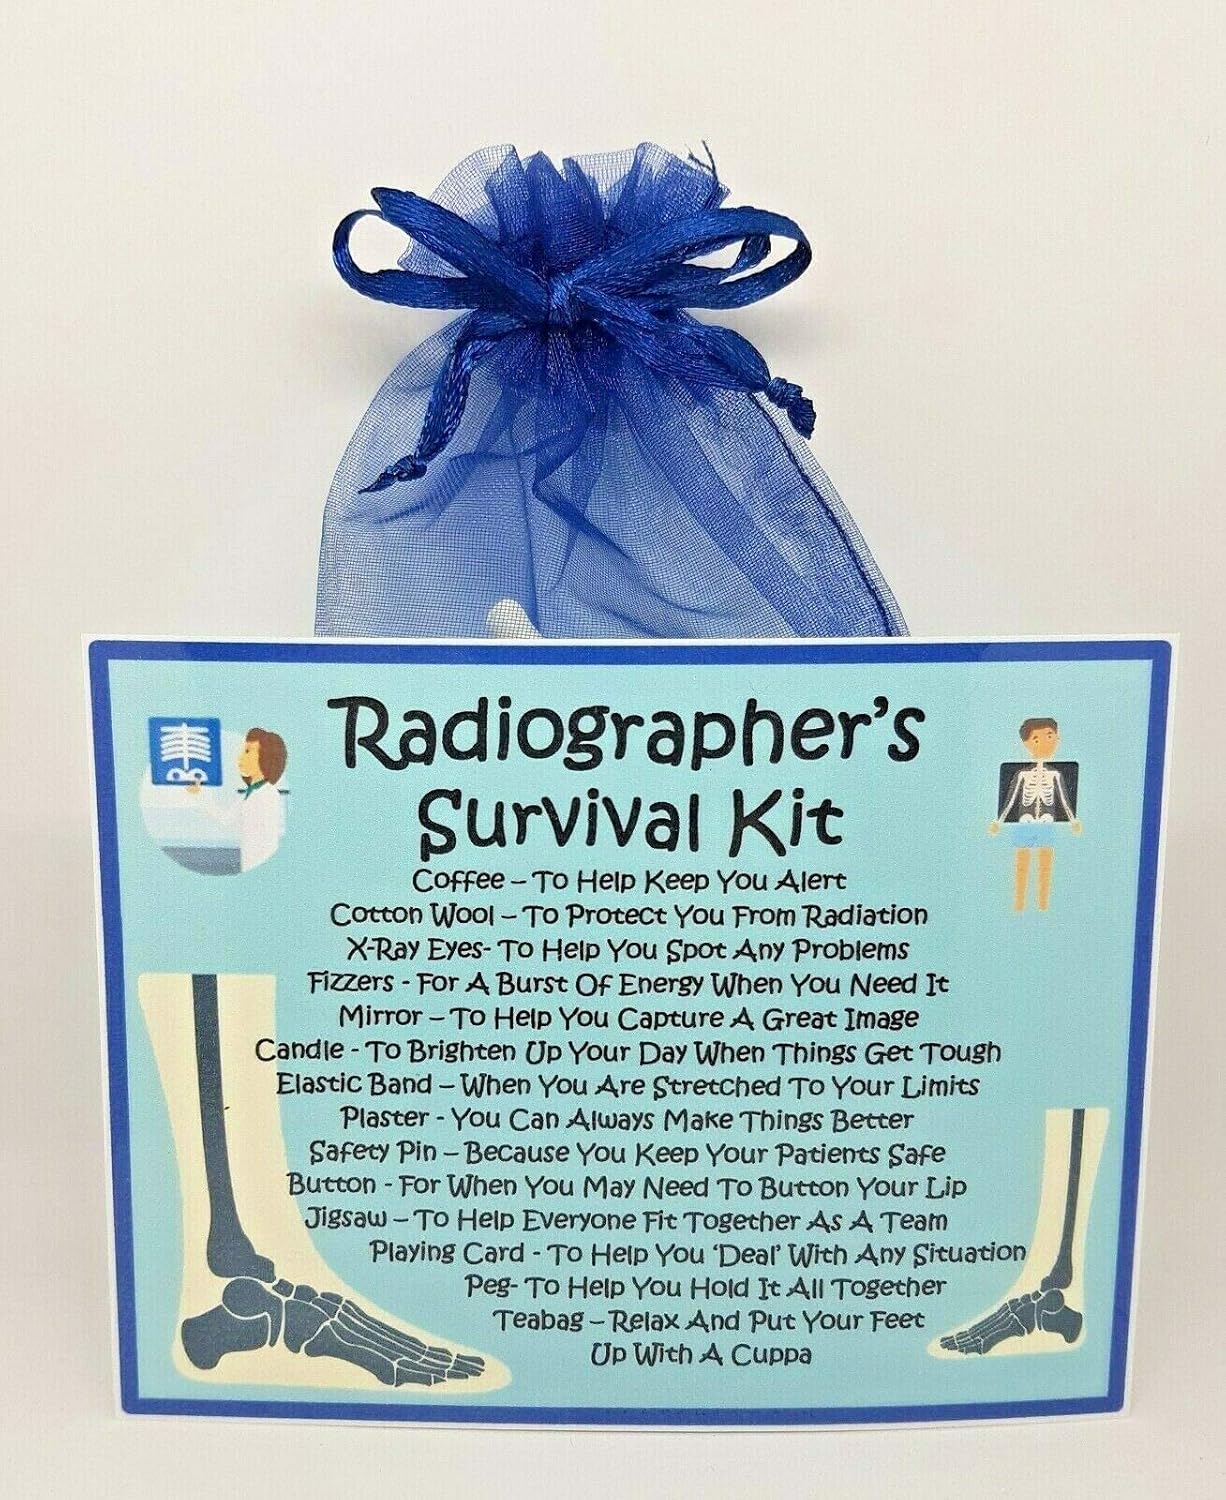 Radiographer's
Survival Kit
Coffee – To Help Keep You Alert
Cotton Wool – To Protect You From Radiation
X-Ray Eyes- To Help You Spot Any Problems
Fizzers - For A Burst Of Energy When You Need It
Mirror – To Help You Capture A Great Image
Candle - To Brighten Up Your Day When Things Get Tough
Elastic Band – When You Are Stretched To Your Limits
Plaster - You Can Always Make Things Better
Safety Pin – Because You Keep Your Patients Safe
Button - For When You May Need To Button Your Lip
Jigsaw – To Help Everyone Fit Together As A Team
Playing Card - To Help You 'Deal' With Any Situation
Peg- To Help You Hold It All Together
Teabag – Relax And Put Your Feet
Up With A Cuppa